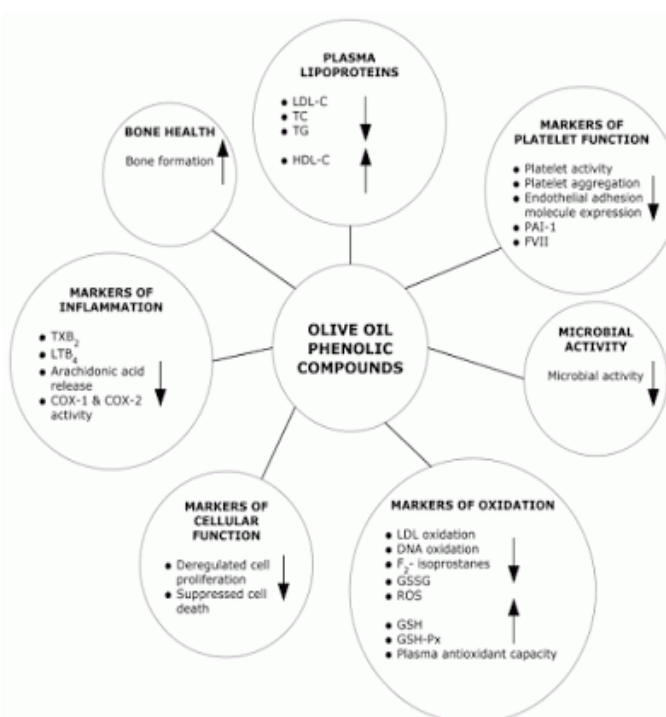 PLASMA
LIPOPROTEINS
• LDL-C
• TC
• TG
• HDL-C
MARKERS OF
PLATELET FUNCTION
• Platelet activity
• Platelet aggregation
• Endothelial adhesion
molecule expression
• PAI-1
• FVII
BONE HEALTH
Bone formation
OLIVE OIL
PHENOLIC
COMPOUNDS
MARKERS OF
INFLAMMATION
• TXB₂
• LTB₄
• Arachidonic acid
release
• COX-1 & COX-2
activity
MICROBIAL
ACTIVITY
Microbial activity
MARKERS OF
CELLULAR
FUNCTION
• Deregulated cell
proliferation
• Suppressed cell
death
MARKERS OF OXIDATION
• LDL oxidation
• DNA oxidation
• F₂- isoprostanes
• GSSG
• ROS
• GSH
• GSH-Px
• Plasma antioxidant capacity